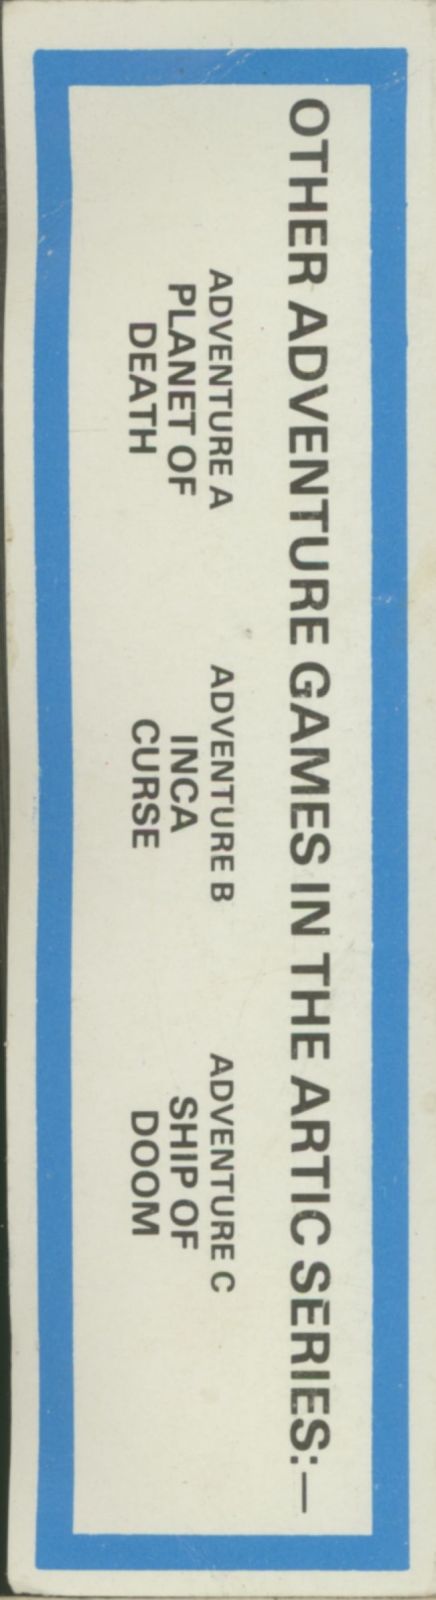 OTHER ADVENTURE GAMES IN THE ARTIC SERIES:—
ADVENTURE A
PLANET OF
DEATH
ADVENTURE B
INCA
CURSE
ADVENTURE C
SHIP OF
DOOM